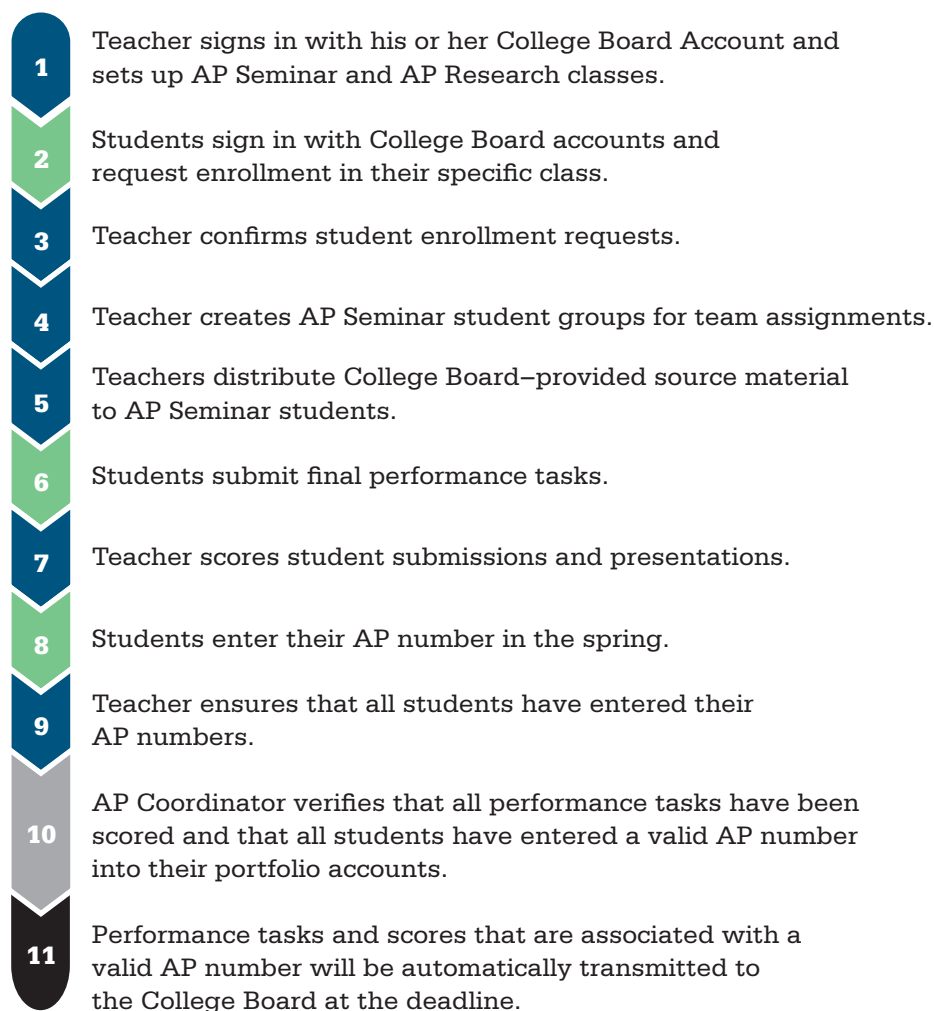 1
Teacher signs in with his or her College Board Account and
sets up AP Seminar and AP Research classes.
2
Students sign in with College Board accounts and
request enrollment in their specific class.
3
Teacher confirms student enrollment requests.
4
Teacher creates AP Seminar student groups for team assignments.
5
Teachers distribute College Board–provided source material
to AP Seminar students.
6
Students submit final performance tasks.
7
Teacher scores student submissions and presentations.
8
Students enter their AP number in the spring.
9
Teacher ensures that all students have entered their
AP numbers.
10
AP Coordinator verifies that all performance tasks have been
scored and that all students have entered a valid AP number
into their portfolio accounts.
11
Performance tasks and scores that are associated with a
valid AP number will be automatically transmitted to
the College Board at the deadline.